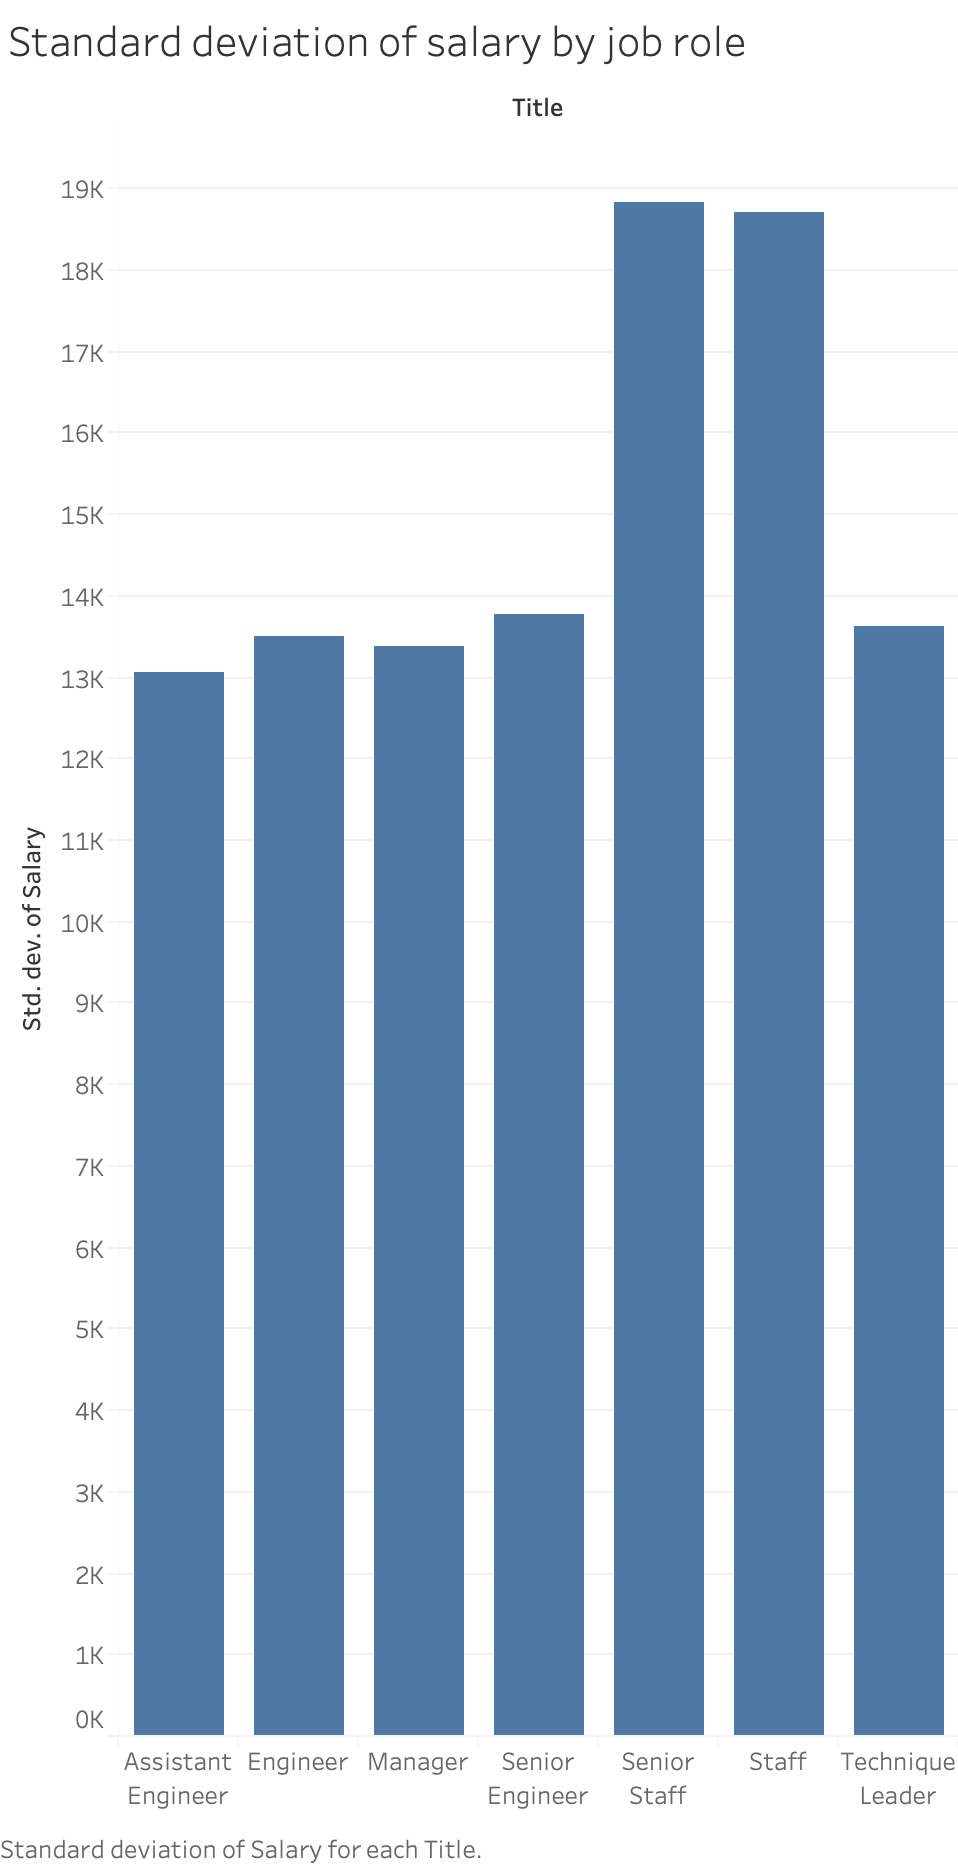 Standard deviation of salary by job role
Title
19K
18K
17K
16K
15K
14K
13K
12K
11K
10K
9K
8K
7K
6K
5K
4K
3K
2K
1K
0K
Std. dev. of Salary
Assistant Engineer
Engineer
Manager
Senior Engineer
Senior Staff
Staff
Technique Leader
Standard deviation of Salary for each Title.